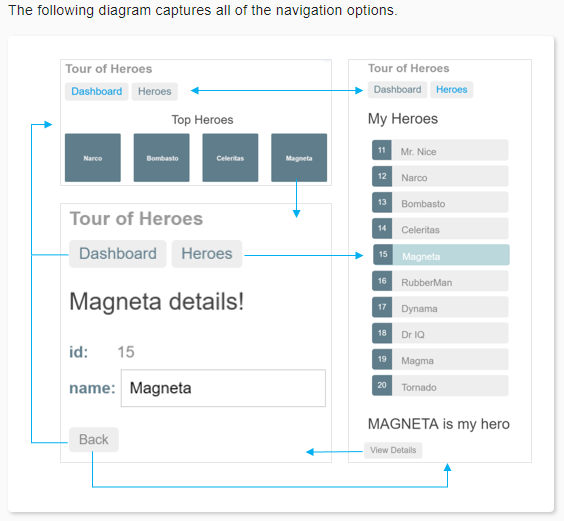 The following diagram captures all of the navigation options.
Tour of Heroes
Dashboard Heroes
Top Heroes
Narco Bombasto Celeritas Magneta
Tour of Heroes
Dashboard Heroes
Magneta details!
id: 15
name: Magneta
Back
Tour of Heroes
Dashboard Heroes
My Heroes
11 Mr. Nice
12 Narco
13 Bombasto
14 Celeritas
15 Magneta
16 RubberMan
17 Dynama
18 Dr IQ
19 Magma
20 Tornado
MAGNETA is my hero
View Details